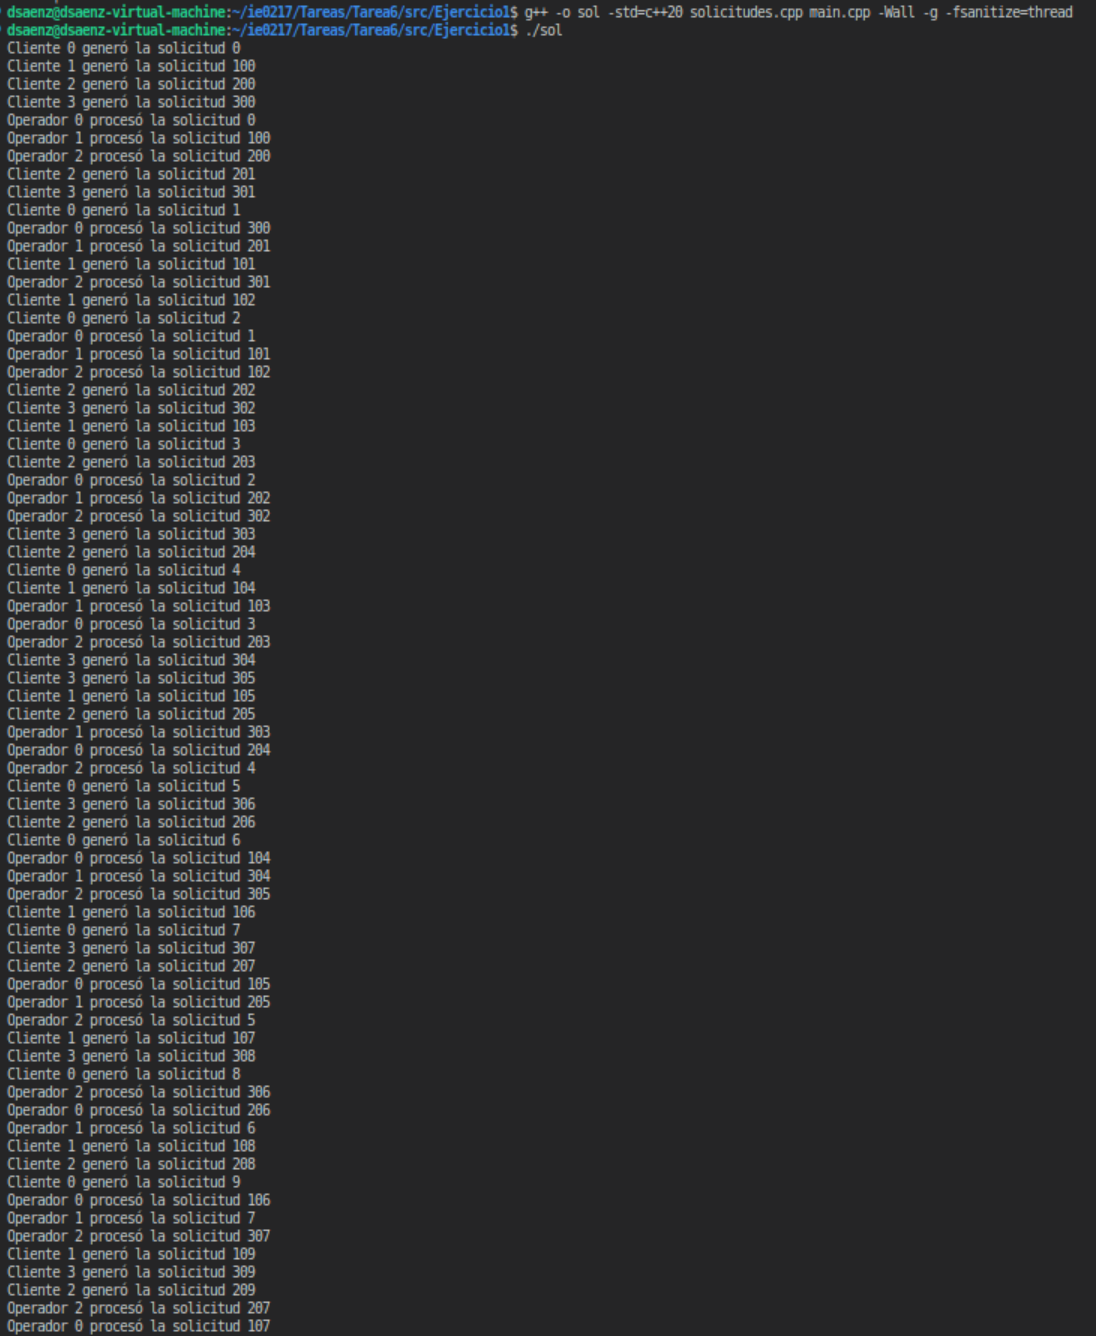 dsaenz@dsaenz-virtual-machine:~/ie0217/Tareas/Tarea6/src/Ejercicio1$ g++ -o sol -std=c++20 solicitudes.cpp main.cpp -Wall -g -fsanitize=thread
dsaenz@dsaenz-virtual-machine:~/ie0217/Tareas/Tarea6/src/Ejercicio1$ ./sol
Cliente 0 generó la solicitud 0
Cliente 1 generó la solicitud 100
Cliente 2 generó la solicitud 200
Cliente 3 generó la solicitud 300
Operador 0 procesó la solicitud 0
Operador 1 procesó la solicitud 100
Operador 2 procesó la solicitud 200
Cliente 2 generó la solicitud 201
Cliente 3 generó la solicitud 301
Cliente 0 generó la solicitud 1
Operador 0 procesó la solicitud 300
Operador 1 procesó la solicitud 201
Cliente 1 generó la solicitud 101
Operador 2 procesó la solicitud 301
Cliente 1 generó la solicitud 102
Cliente 0 generó la solicitud 2
Operador 0 procesó la solicitud 1
Operador 1 procesó la solicitud 101
Operador 2 procesó la solicitud 102
Cliente 2 generó la solicitud 202
Cliente 3 generó la solicitud 302
Cliente 1 generó la solicitud 103
Cliente 0 generó la solicitud 3
Cliente 2 generó la solicitud 203
Operador 0 procesó la solicitud 2
Operador 1 procesó la solicitud 202
Operador 2 procesó la solicitud 302
Cliente 3 generó la solicitud 303
Cliente 2 generó la solicitud 204
Cliente 0 generó la solicitud 4
Cliente 1 generó la solicitud 104
Operador 1 procesó la solicitud 103
Operador 0 procesó la solicitud 3
Operador 2 procesó la solicitud 203
Cliente 3 generó la solicitud 304
Cliente 3 generó la solicitud 305
Cliente 1 generó la solicitud 105
Cliente 2 generó la solicitud 205
Operador 1 procesó la solicitud 303
Operador 0 procesó la solicitud 204
Operador 2 procesó la solicitud 4
Cliente 0 generó la solicitud 5
Cliente 3 generó la solicitud 306
Cliente 2 generó la solicitud 206
Cliente 0 generó la solicitud 6
Operador 0 procesó la solicitud 104
Operador 1 procesó la solicitud 304
Operador 2 procesó la solicitud 305
Cliente 1 generó la solicitud 106
Cliente 0 generó la solicitud 7
Cliente 3 generó la solicitud 307
Cliente 2 generó la solicitud 207
Operador 0 procesó la solicitud 105
Operador 1 procesó la solicitud 205
Operador 2 procesó la solicitud 5
Cliente 1 generó la solicitud 107
Cliente 3 generó la solicitud 308
Cliente 0 generó la solicitud 8
Operador 2 procesó la solicitud 306
Operador 0 procesó la solicitud 206
Operador 1 procesó la solicitud 6
Cliente 1 generó la solicitud 108
Cliente 2 generó la solicitud 208
Cliente 0 generó la solicitud 9
Operador 0 procesó la solicitud 106
Operador 1 procesó la solicitud 7
Operador 2 procesó la solicitud 307
Cliente 1 generó la solicitud 109
Cliente 3 generó la solicitud 309
Cliente 2 generó la solicitud 209
Operador 2 procesó la solicitud 207
Operador 0 procesó la solicitud 107